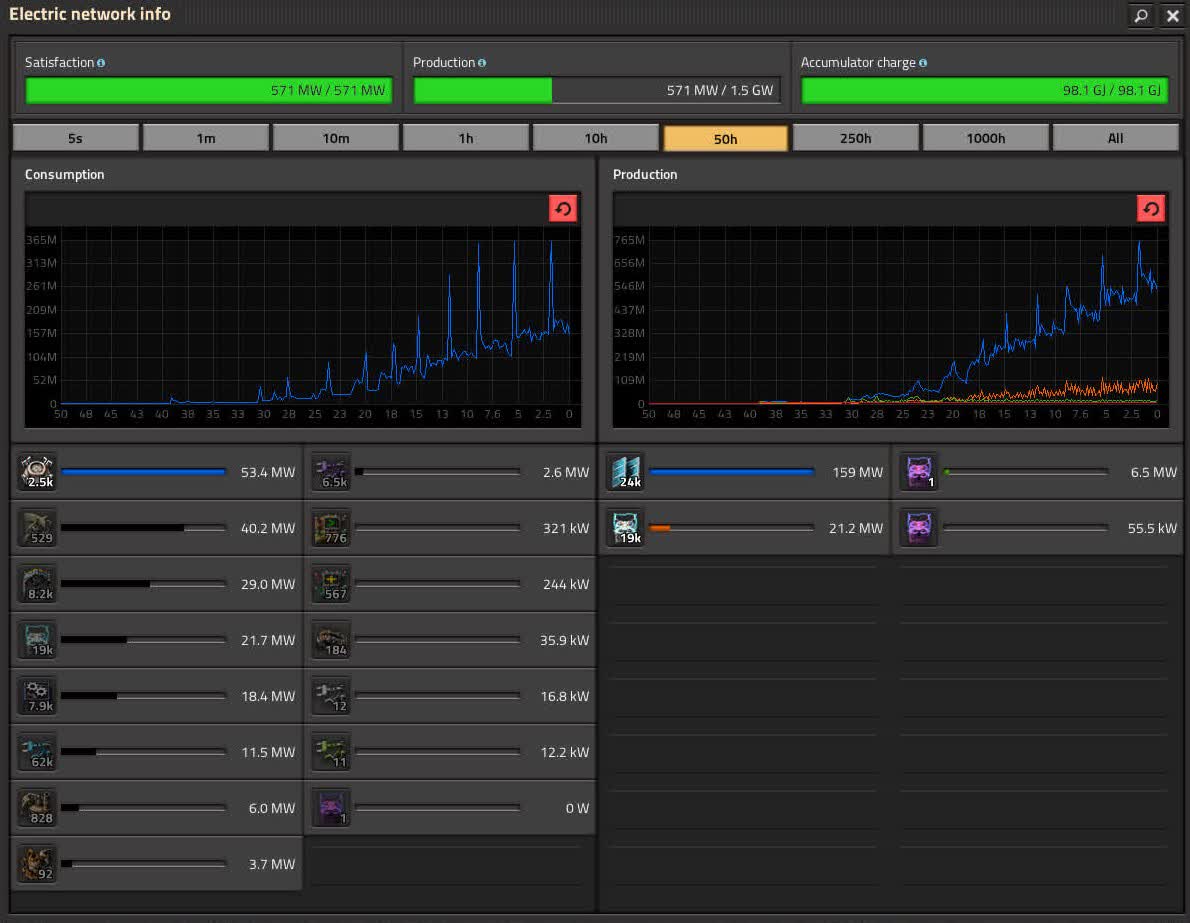 Electric network info
Satisfaction
571 MW / 571 MW
Production
571 MW / 1.5 GW
Accumulator charge
98.1 GJ / 98.1 GJ
5s 1m 10m 1h 10h 50h 250h 1000h All
Consumption
365M
313M
261M
209M
157M
104M
52M
0
50 48 45 43 40 38 35 33 30 28 25 23 20 18 15 13 10 7.6 5 2.5 0
Production
765M
656M
546M
437M
328M
219M
109M
0
50 48 45 43 40 38 35 33 30 28 25 23 20 18 15 13 10 7.6 5 2.5 0
2.5k 53.4 MW
6.5k 2.6 MW
529 40.2 MW
776 321 kW
8.2k 29.0 MW
567 244 kW
19k 21.7 MW
184 35.9 kW
7.9k 18.4 MW
12 16.8 kW
62k 11.5 MW
11 12.2 kW
828 6.0 MW
1 0 W
92 3.7 MW
24k 159 MW
1 6.5 MW
19k 21.2 MW
55.5 kW